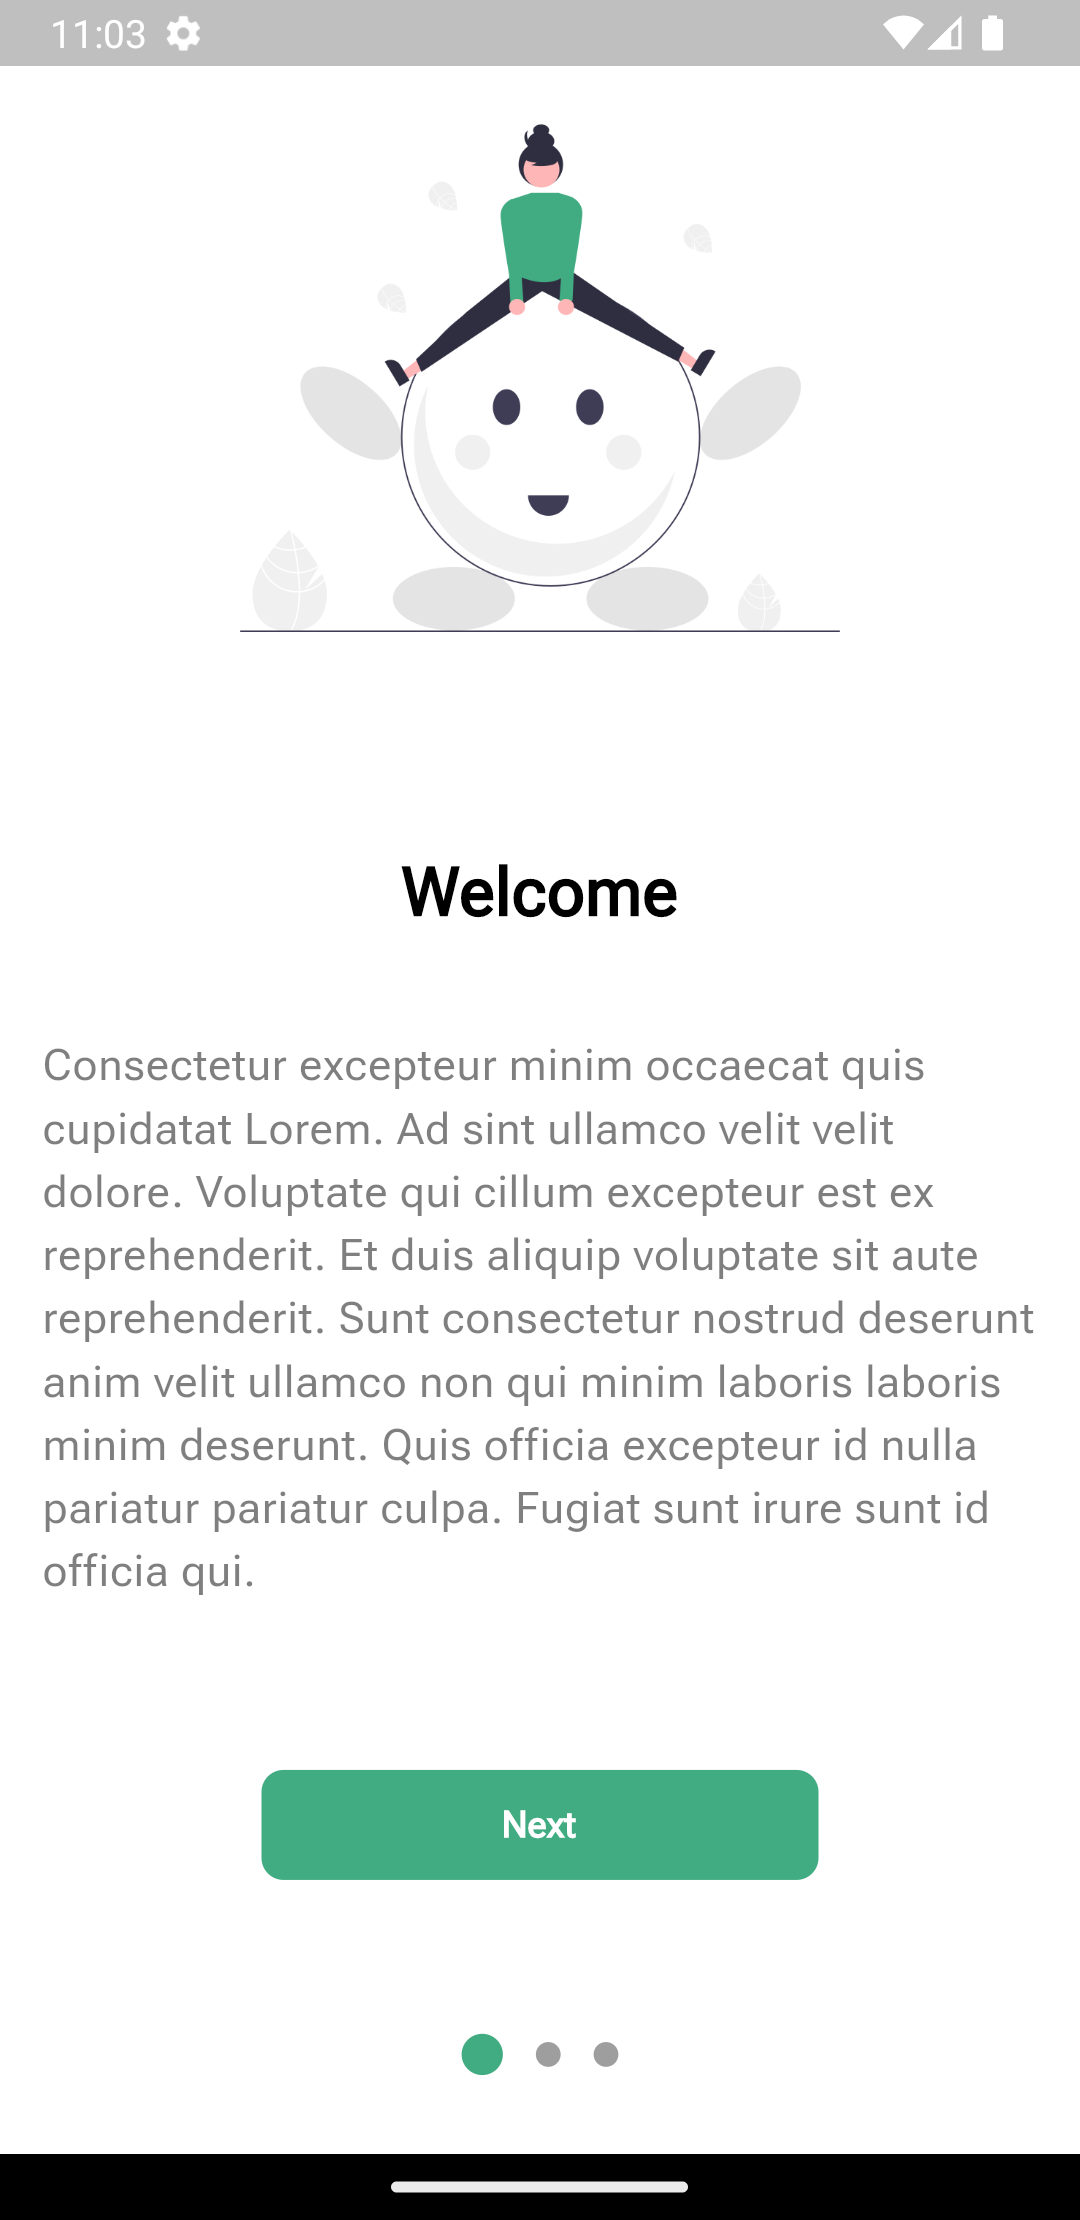 11:03
Welcome
Consectetur excepteur minim occaecat quis
cupidatat Lorem. Ad sint ullamco velit velit
dolore. Voluptate qui cillum excepteur est ex
reprehenderit. Et duis aliquip voluptate sit aute
reprehenderit. Sunt consectetur nostrud deserunt
anim velit ullamco non qui minim laboris laboris
minim deserunt. Quis officia excepteur id nulla
pariatur pariatur culpa. Fugiat sunt irure sunt id
officia qui.
Next